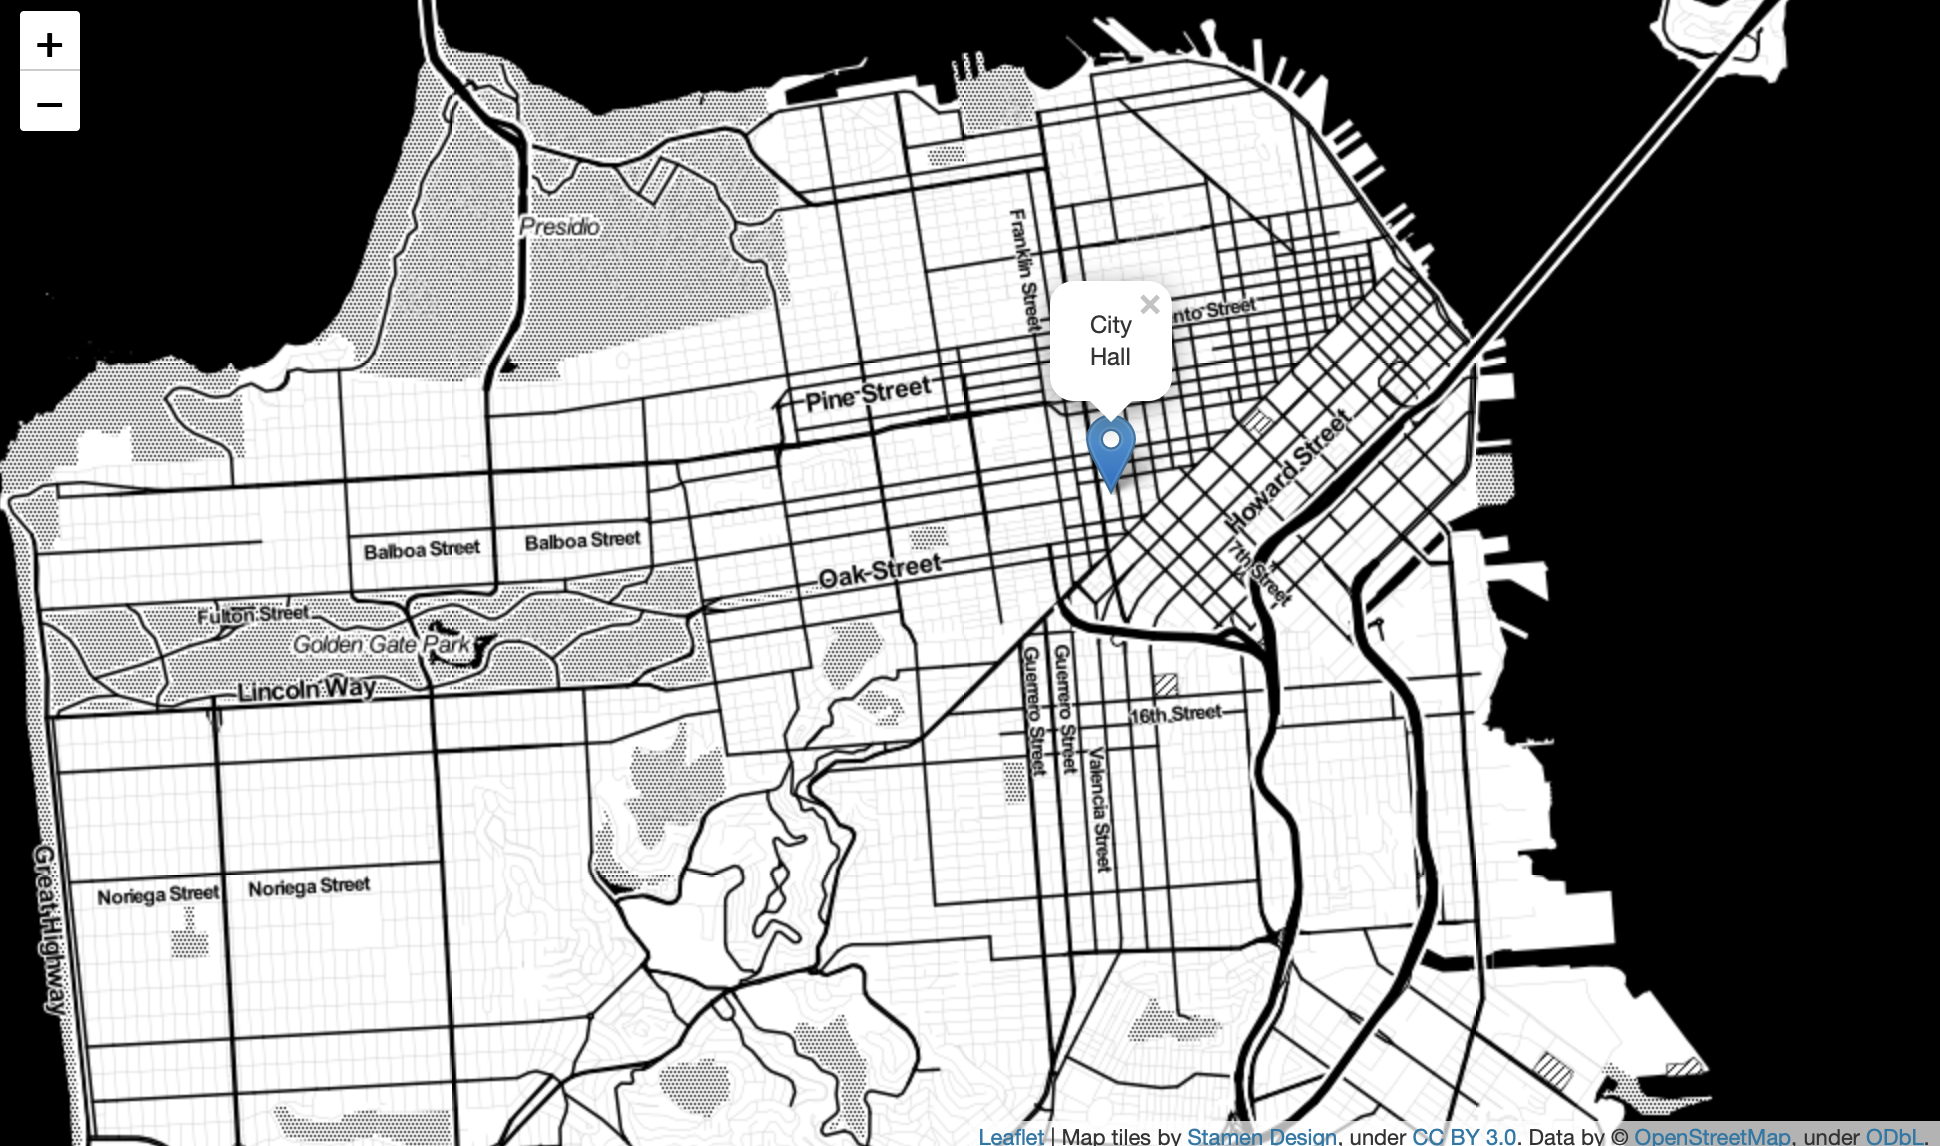 +
−
Presidio
Franklin Street
×
City
Hall
nto Street
Pine Street
Howard Street
7th Street
Balboa Street
Balboa Street
Oak Street
Fulton Street
Golden Gate Park
Lincoln Way
Guerrero Street
Guerrero Street
16th Street
Valencia Street
Great Highway
Noriega Street
Noriega Street
Leaflet | Map tiles by Stamen Design, under CC BY 3.0. Data by © OpenStreetMap, under ODbL.